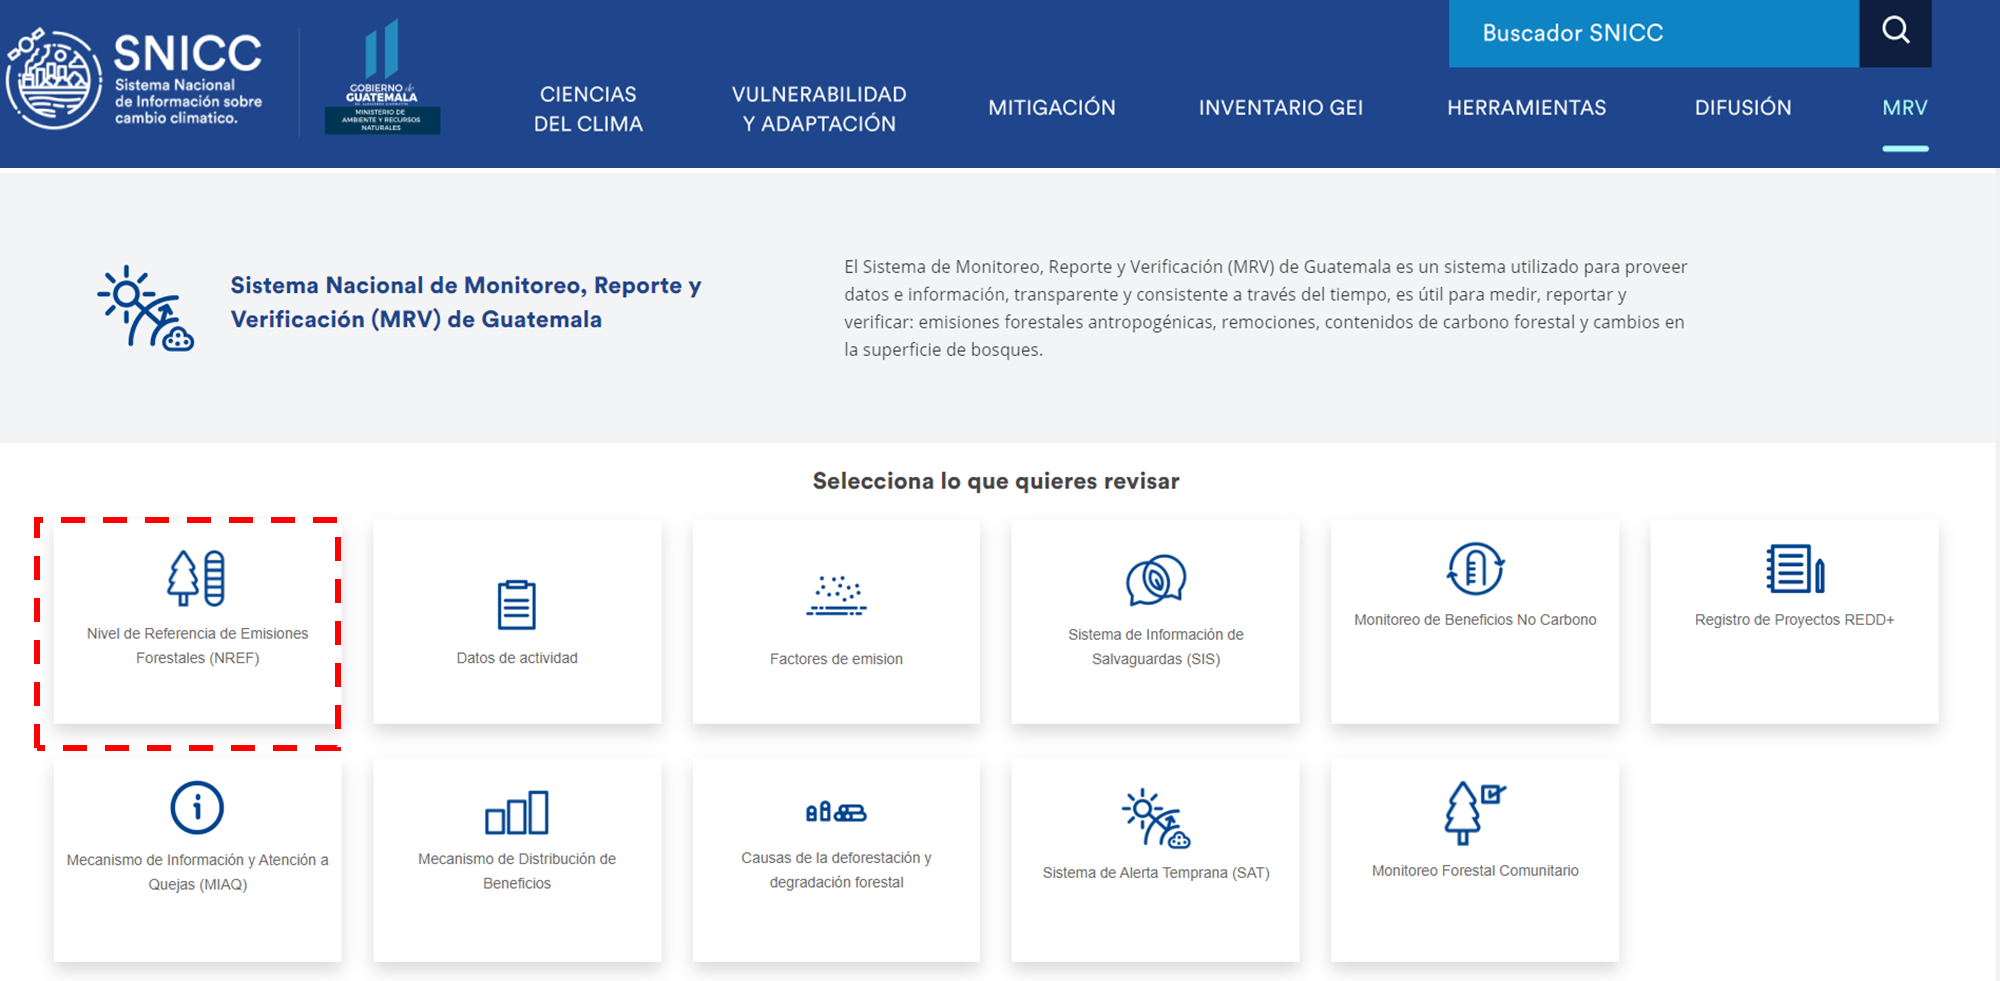 SNICC
Sistema Nacional
de Información sobre
cambio climatico.
GOBIERNO de
GUATEMALA
MINISTERIO DE
AMBIENTE Y RECURSOS
NATURALES
CIENCIAS
DEL CLIMA
VULNERABILIDAD
Y ADAPTACIÓN
MITIGACIÓN
INVENTARIO GEI
HERRAMIENTAS
DIFUSIÓN
MRV
Buscador SNICC
Sistema Nacional de Monitoreo, Reporte y
Verificación (MRV) de Guatemala
El Sistema de Monitoreo, Reporte y Verificación (MRV) de Guatemala es un sistema utilizado para proveer
datos e información, transparente y consistente a través del tiempo, es útil para medir, reportar y
verificar: emisiones forestales antropogénicas, remociones, contenidos de carbono forestal y cambios en
la superficie de bosques.
Selecciona lo que quieres revisar
Nivel de Referencia de Emisiones
Forestales (NREF)
Datos de actividad
Factores de emision
Sistema de Información de
Salvaguardas (SIS)
Monitoreo de Beneficios No Carbono
Registro de Proyectos REDD+
Mecanismo de Información y Atención a
Quejas (MIAQ)
Mecanismo de Distribución de
Beneficios
Causas de la deforestación y
degradación forestal
Sistema de Alerta Temprana (SAT)
Monitoreo Forestal Comunitario